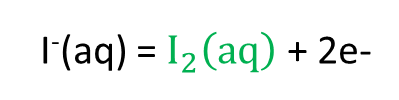 I⁻(aq) = I₂(aq) + 2e-